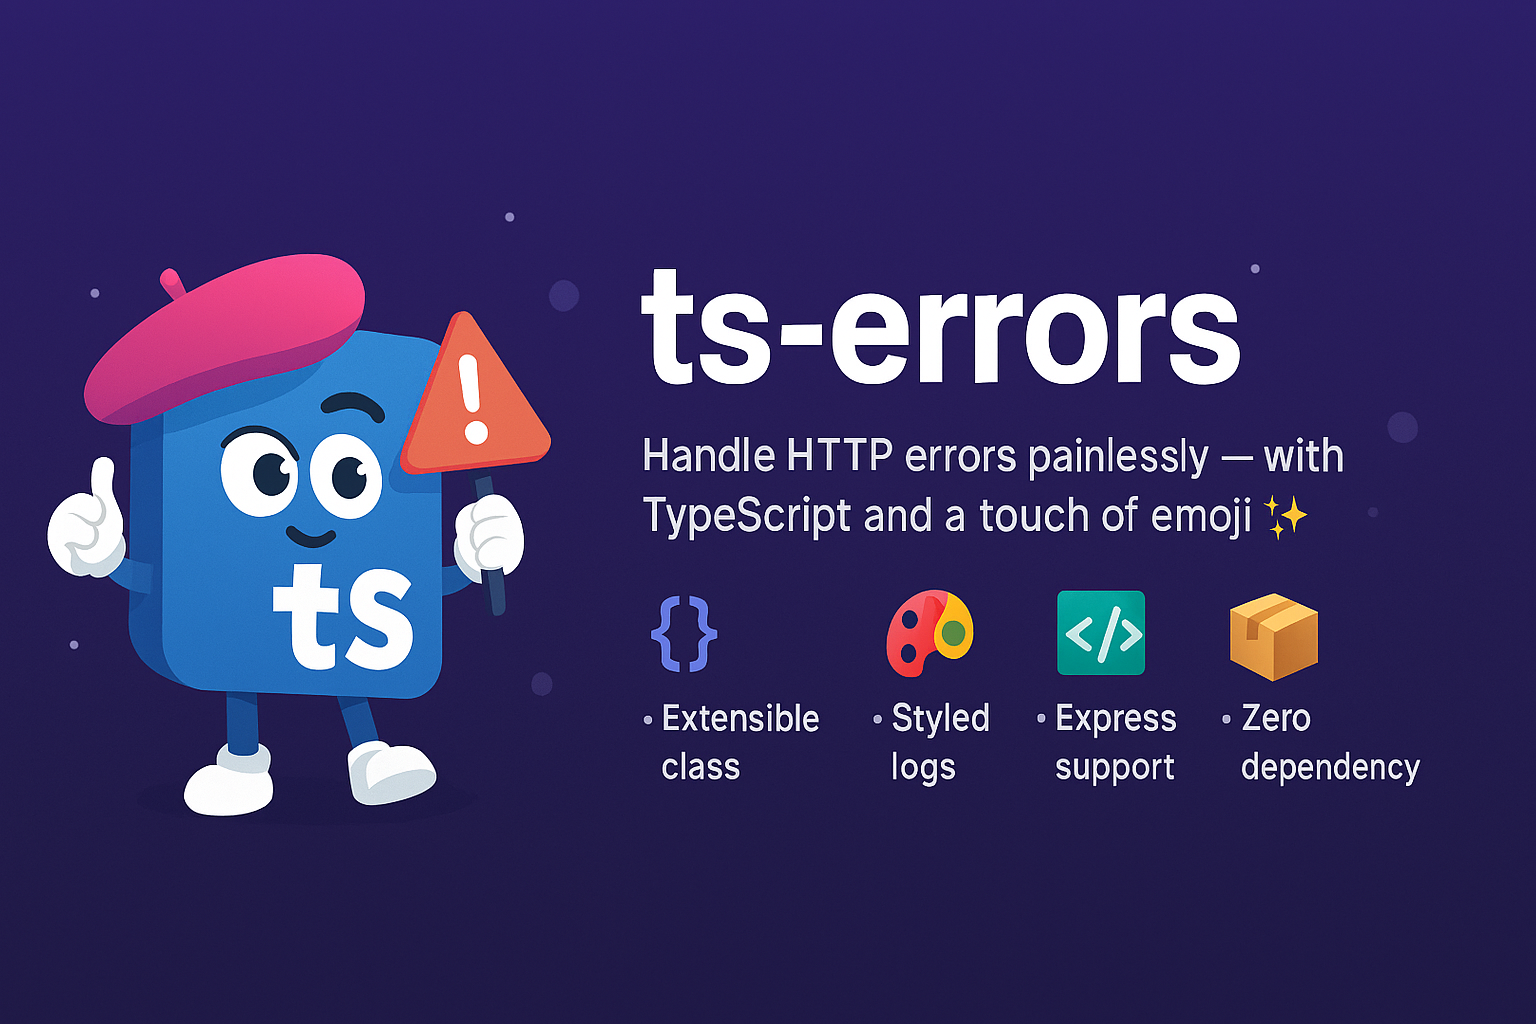 ts-errors
Handle HTTP errors painlessly — with
TypeScript and a touch of emoji ✨
!
ts
{}
</>
• Extensible
class
• Styled
logs
• Express
support
• Zero
dependency